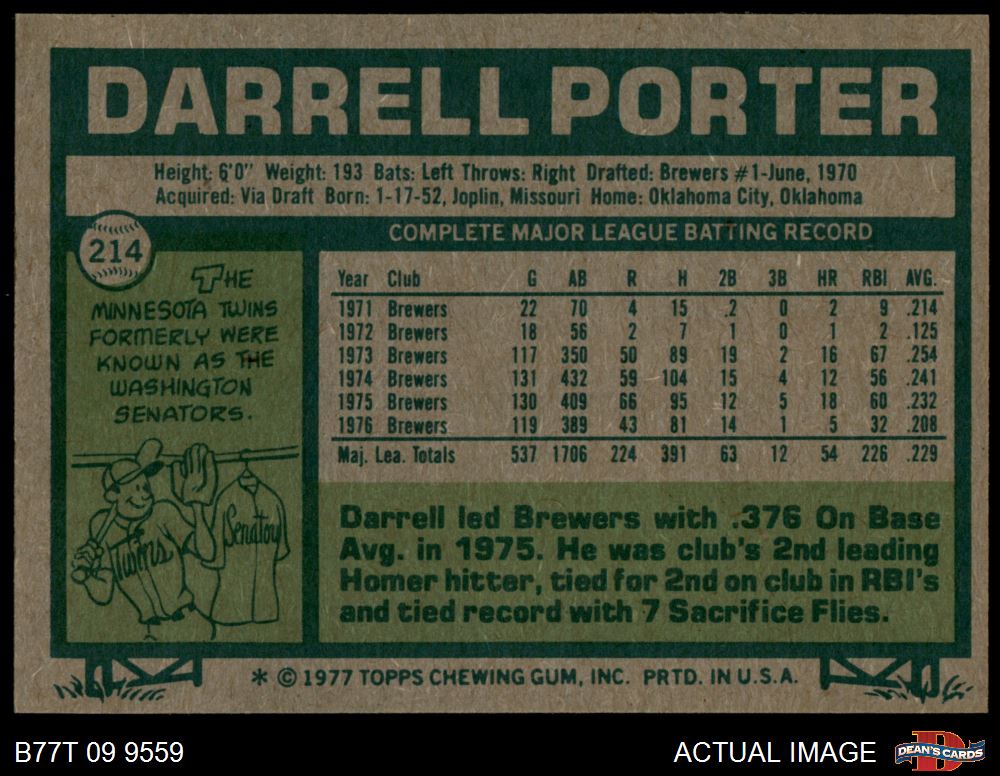 DARRELL PORTER
Height: 6'0" Weight: 193 Bats: Left Throws: Right Drafted: Brewers #1-June, 1970
Acquired: Via Draft Born: 1-17-52, Joplin, Missouri Home: Oklahoma City, Oklahoma
214
THE
MINNESOTA TWINS
FORMERLY WERE
KNOWN AS THE
WASHINGTON
SENATORS.
Twins
Senators
COMPLETE MAJOR LEAGUE BATTING RECORD
Year Club G AB R H 2B 3B HR RBI AVG.
1971 Brewers 22 70 4 15 .2 0 2 9 .214
1972 Brewers 18 56 2 7 1 0 1 2 .125
1973 Brewers 117 350 50 89 19 2 16 67 .254
1974 Brewers 131 432 59 104 15 4 12 56 .241
1975 Brewers 130 409 66 95 12 5 18 60 .232
1976 Brewers 119 389 43 81 14 1 5 32 .208
Maj. Lea. Totals 537 1706 224 391 63 12 54 226 .229
Darrell led Brewers with .376 On Base
Avg. in 1975. He was club's 2nd leading
Homer hitter, tied for 2nd on club in RBI's
and tied record with 7 Sacrifice Flies.
* © 1977 TOPPS CHEWING GUM, INC. PRTD. IN U.S.A.
B77T 09 9559
ACTUAL IMAGE
DEAN'S CARDS